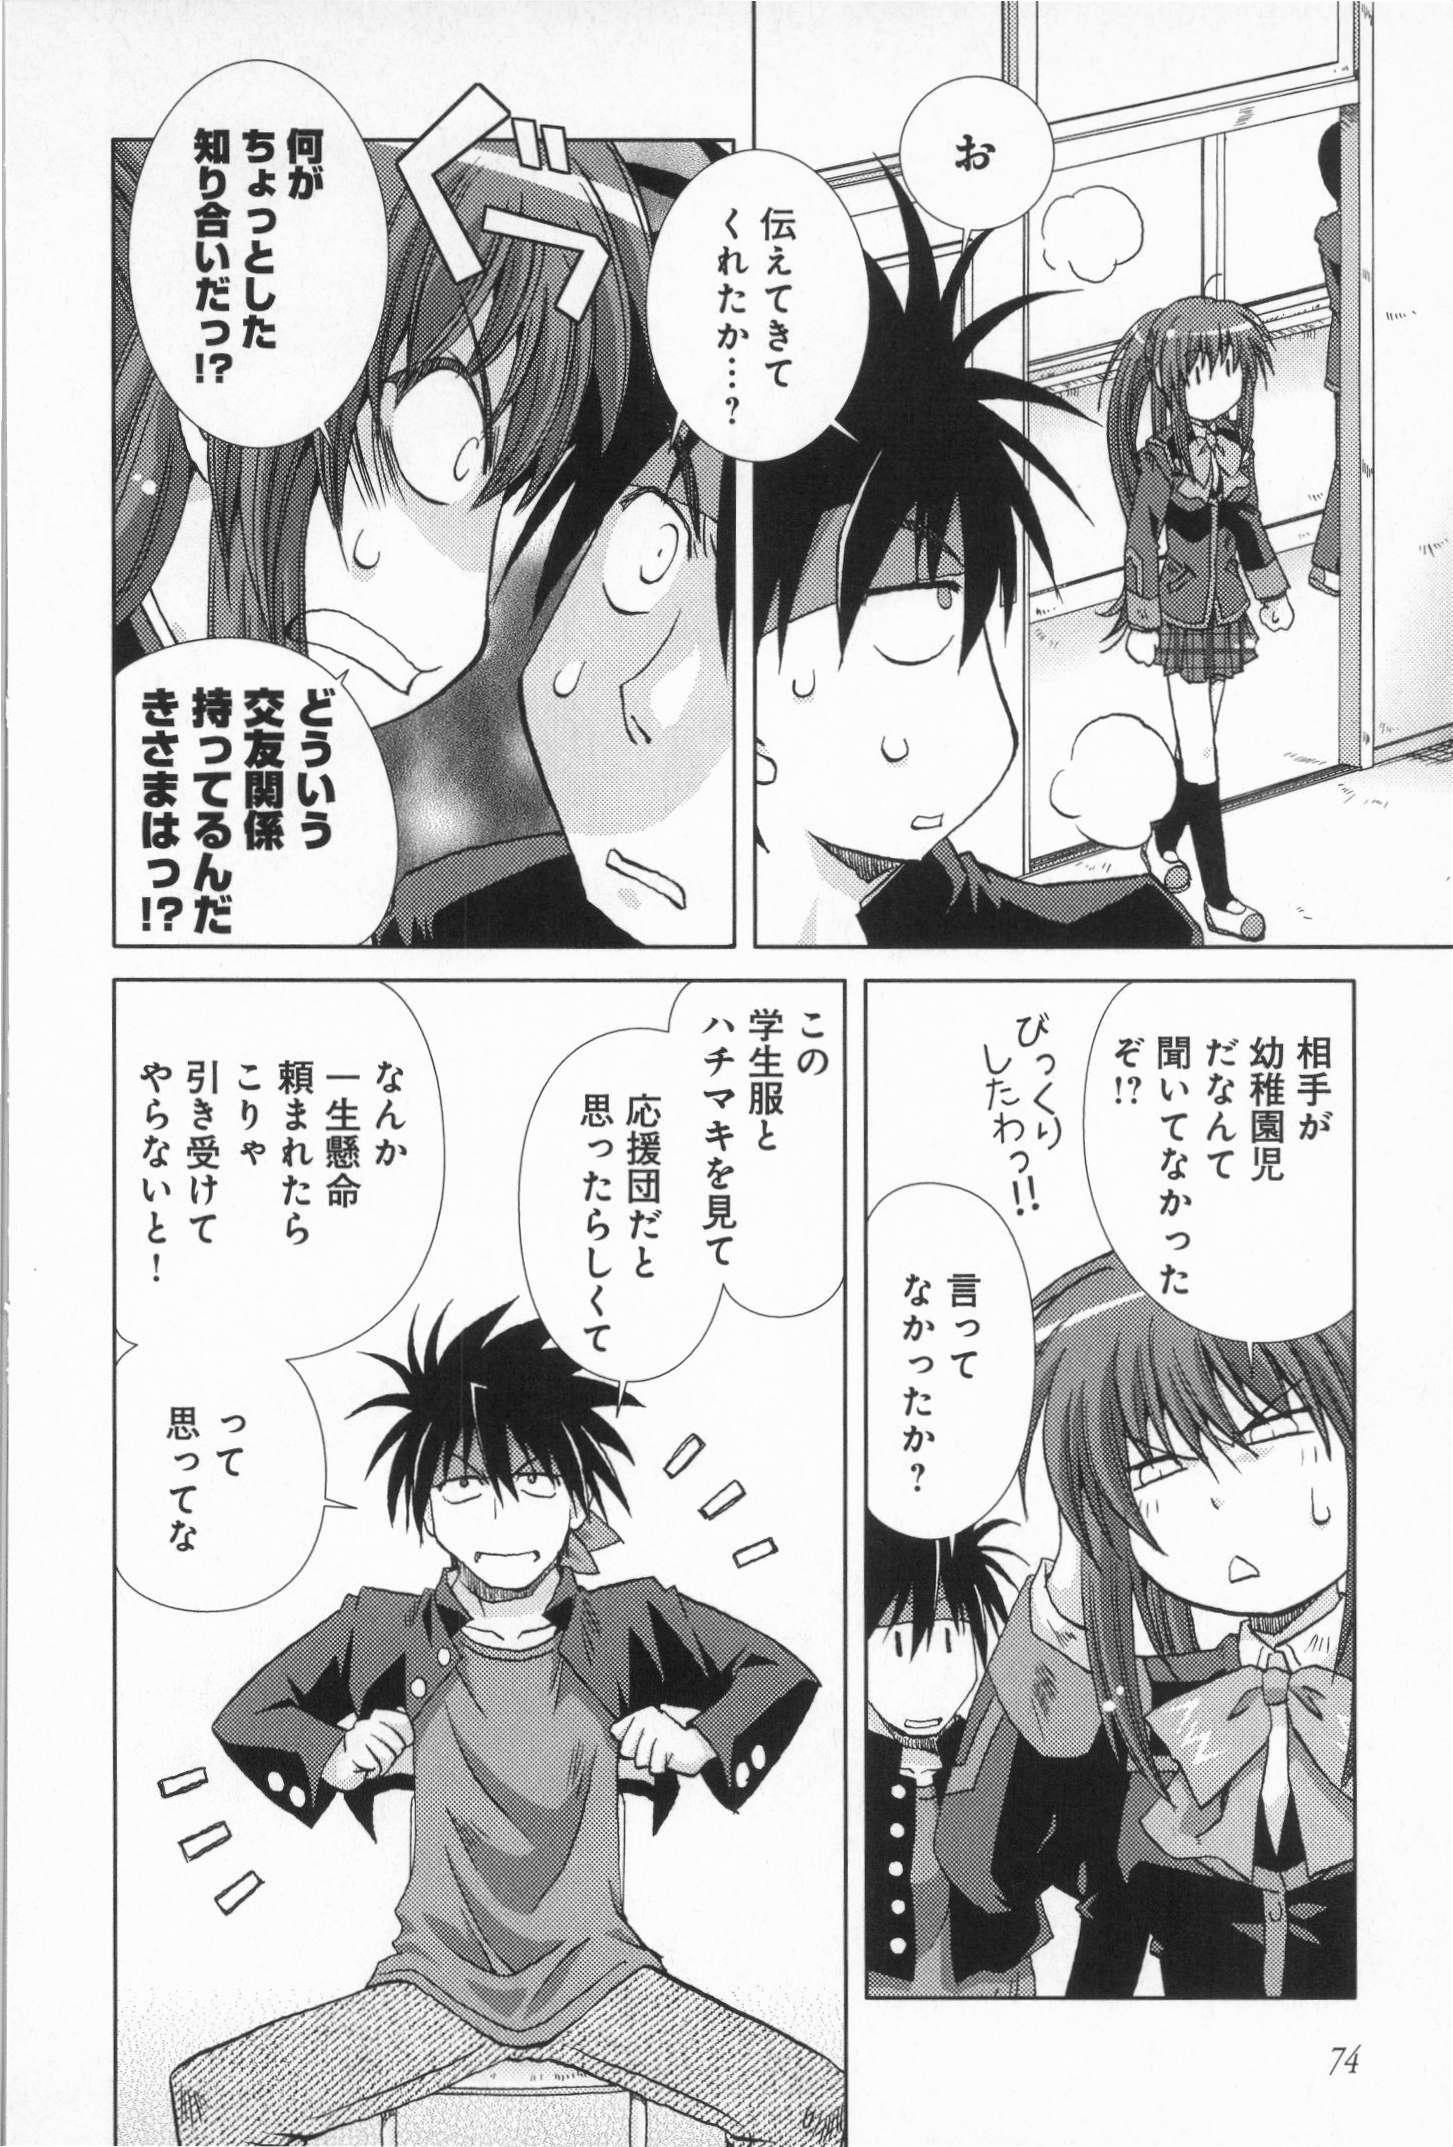 お
伝えてきて
くれたか…?
グッ
何が
ちょっとした
知り合いだっ!?
どういう
交友関係
持ってるんだ
きさまはっ!?
相手が
幼稚園児
だなんて
聞いてなかった
ぞ!?
びっくり
したわっ!!
言って
なかったか?
この
学生服と
ハチマキを見て
応援団だと
思ったらしくて
なんか
一生懸命
頼まれたら
こりゃ
引き受けて
やらないと!
って
思ってな
74